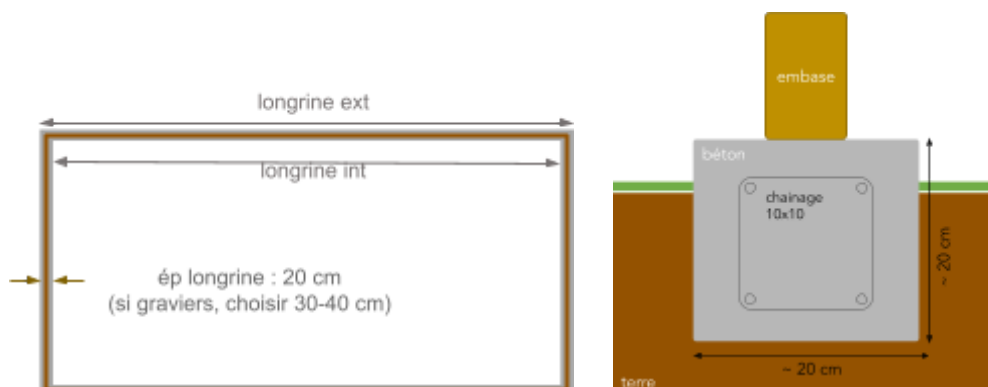 longrine ext
longrine int
ép longrine : 20 cm
(si graviers, choisir 30-40 cm)
embase
béton
chainage
10x10
~ 20 cm
~ 20 cm
terre